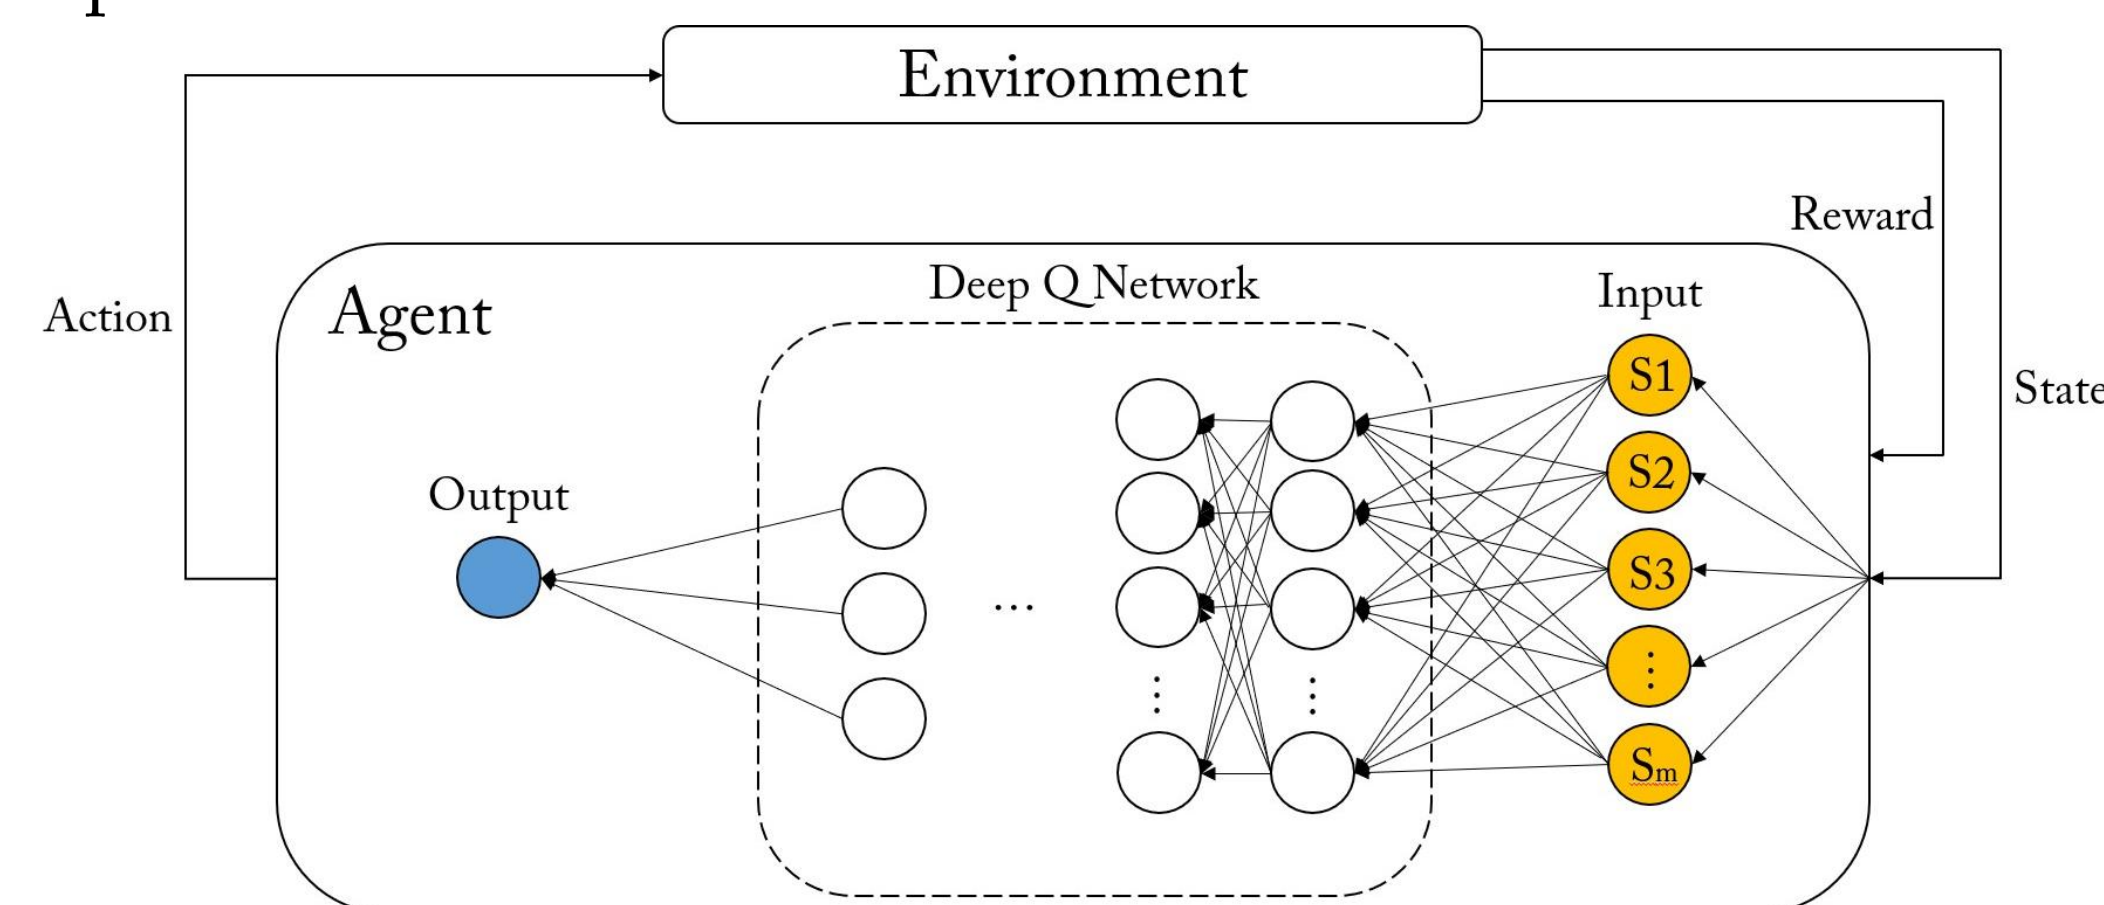 Environment
Reward
Deep Q Network
Input
Agent
Action
S1
State
S2
Output
S3
...
⋮
Sm